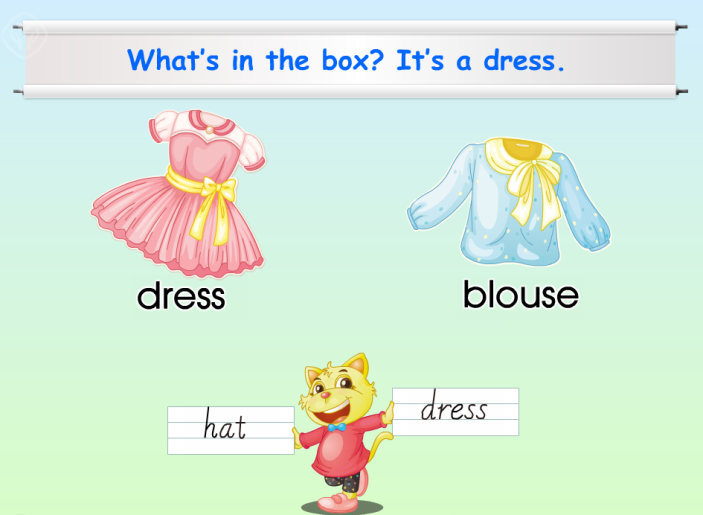 What's in the box? It's a dress.
dress
blouse
hat
dress